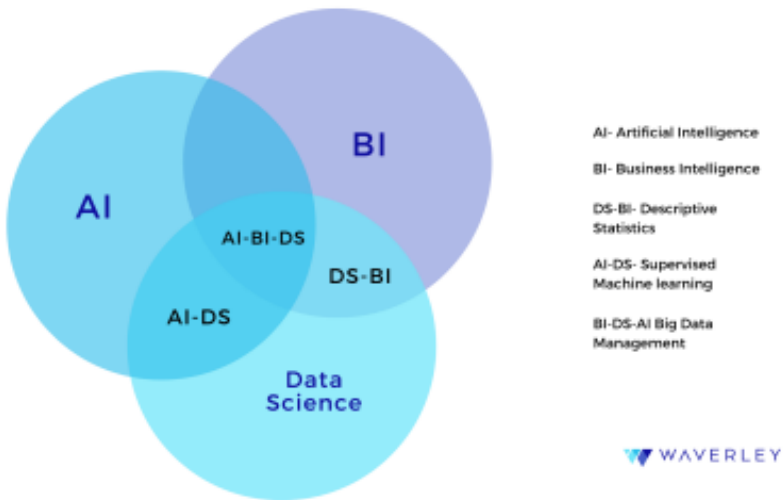 BI
AI
AI-BI-DS
DS-BI
AI-DS
Data
Science
AI- Artificial Intelligence
BI- Business Intelligence
DS-BI- Descriptive
Statistics
AI-DS- Supervised
Machine learning
BI-DS-AI Big Data
Management
WAVERLEY